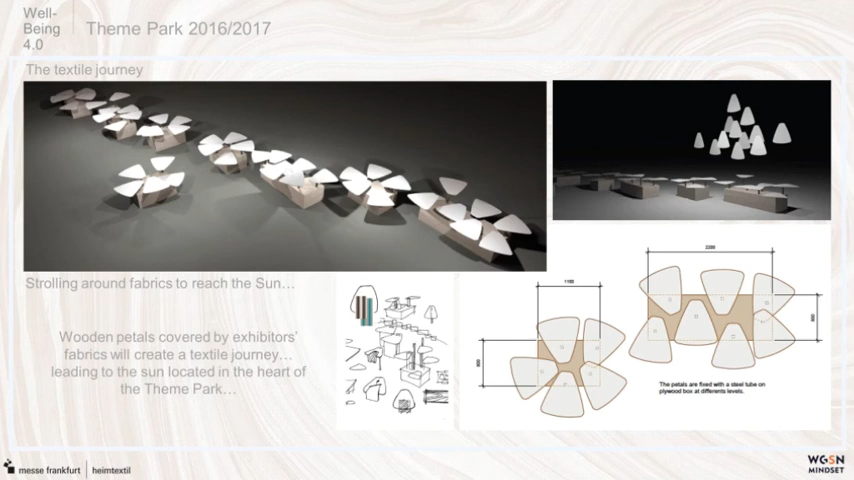 Well-
Being
4.0
Theme Park 2016/2017
The textile journey
Strolling around fabrics to reach the Sun…
Wooden petals covered by exhibitors'
fabrics will create a textile journey…
leading to the sun located in the heart of
the Theme Park…
2200
1100
The petals are fixed with a steel tube on
plywood box at differents levels.
messe frankfurt
heimtextil
WGSN
MINDSET